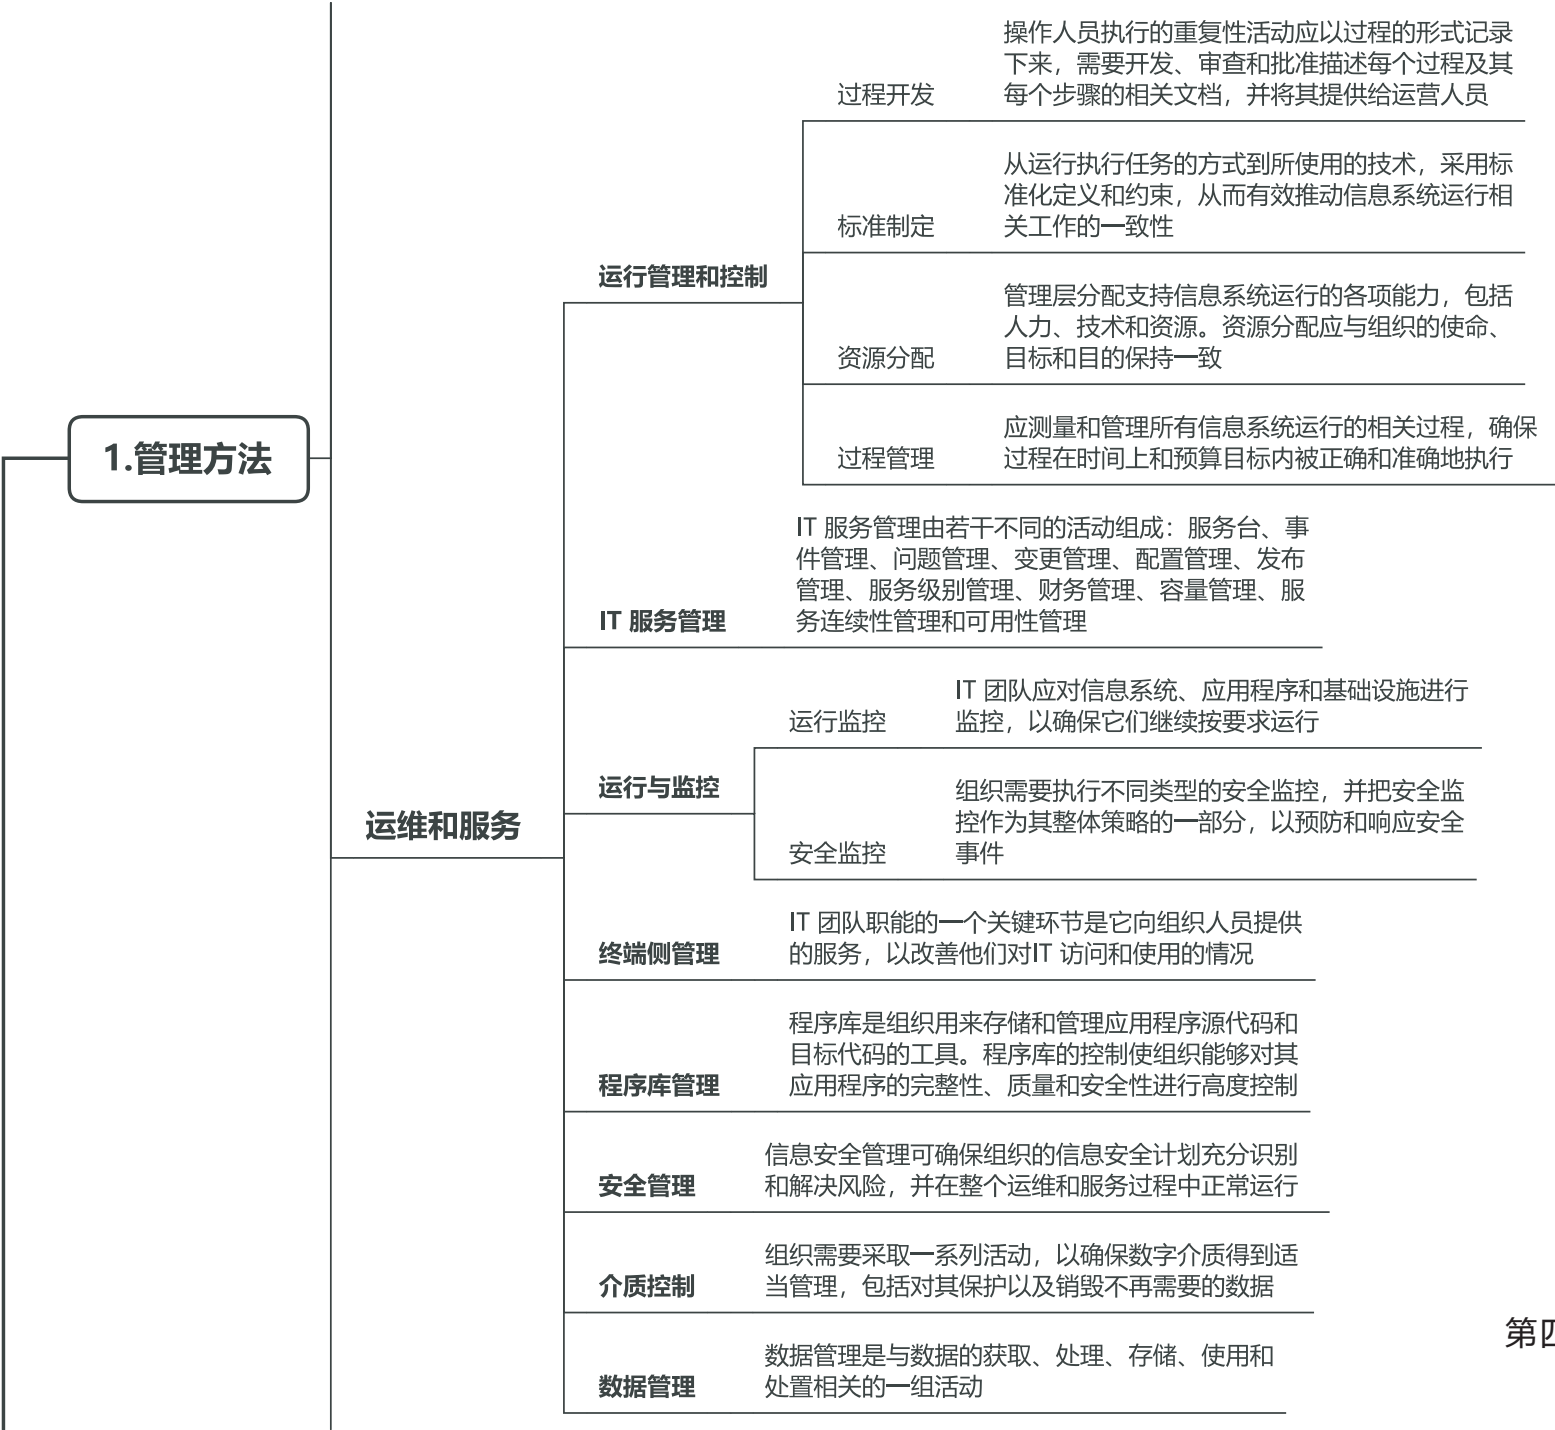 操作人员执行的重复性活动应以过程的形式记录
下来，需要开发、审查和批准描述每个过程及其
过程开发
每个步骤的相关文档，并将其提供给运营人员
从运行执行任务的方式到所使用的技术，采用标
准化定义和约束，从而有效推动信息系统运行相
标准制定
关工作的一致性
运行管理和控制
管理层分配支持信息系统运行的各项能力，包括
人力、技术和资源。资源分配应与组织的使命、
资源分配
目标和目的保持一致
应测量和管理所有信息系统运行的相关过程，确保
1.管理方法
过程管理
过程在时间上和预算目标内被正确和准确地执行
IT 服务管理由若干不同的活动组成：服务台、事
件管理、问题管理、变更管理、配置管理、发布
管理、服务级别管理、财务管理、容量管理、服
IT 服务管理
务连续性管理和可用性管理
IT 团队应对信息系统、应用程序和基础设施进行
运行监控
监控，以确保它们继续按要求运行
运行与监控
组织需要执行不同类型的安全监控，并把安全监
运维和服务
控作为其整体策略的一部分，以预防和响应安全
安全监控
事件
IT 团队职能的一个关键环节是它向组织人员提供
终端侧管理
的服务，以改善他们对IT 访问和使用的情况
程序库是组织用来存储和管理应用程序源代码和
目标代码的工具。程序库的控制使组织能够对其
程序库管理
应用程序的完整性、质量和安全性进行高度控制
信息安全管理可确保组织的信息安全计划充分识别
安全管理
和解决风险，并在整个运维和服务过程中正常运行
组织需要采取一系列活动，以确保数字介质得到适
介质控制
当管理，包括对其保护以及销毁不再需要的数据
第四
数据管理是与数据的获取、处理、存储、使用和
数据管理
处置相关的一组活动